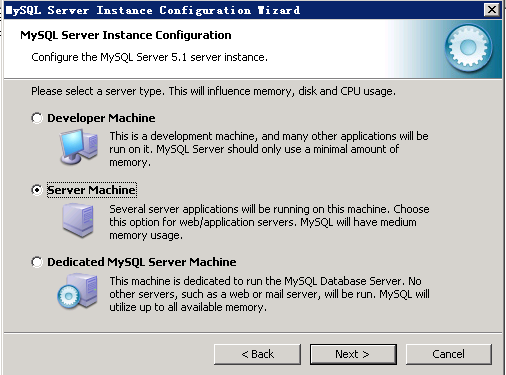 MySQL Server Instance Configuration Wizard
MySQL Server Instance Configuration
Configure the MySQL Server 5.1 server instance.
Please select a server type. This will influence memory, disk and CPU usage.
Developer Machine
This is a development machine, and many other applications will be
run on it. MySQL Server should only use a minimal amount of
memory.
Server Machine
Several server applications will be running on this machine. Choose
this option for web/application servers. MySQL will have medium
memory usage.
Dedicated MySQL Server Machine
This machine is dedicated to run the MySQL Database Server. No
other servers, such as a web or mail server, will be run. MySQL will
utilize up to all available memory.
< Back
Next >
Cancel